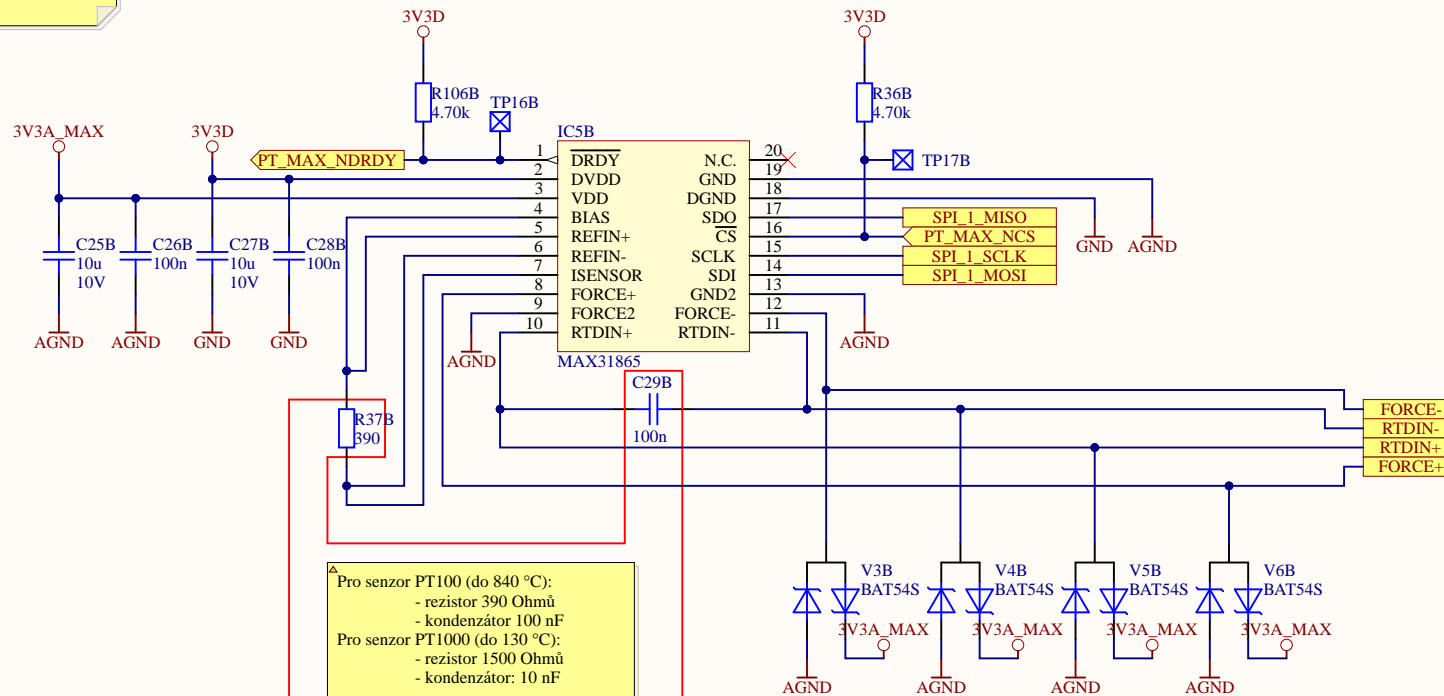 3V3D
3V3D
R106B
4.70k
TP16B
R36B
4.70k
3V3A_MAX
3V3D
IC5B
PT_MAX_NDRDY
TP17B
1 DRDY
2 DVDD
3 VDD
4 BIAS
5 REFIN+
6 REFIN-
7 ISENSOR
8 FORCE+
9 FORCE2
10 RTDIN+
N.C. 20
GND 19
DGND 18
SDO 17
CS 16
SCLK 15
SDI 14
GND2 13
FORCE- 12
RTDIN- 11
MAX31865
SPI_1_MISO
PT_MAX_NCS
SPI_1_SCLK
SPI_1_MOSI
GND
AGND
AGND
C25B
10u
10V
C26B
100n
C27B
10u
10V
C28B
100n
AGND
AGND
GND
GND
AGND
C29B
100n
R37B
390
FORCE-
RTDIN-
RTDIN+
FORCE+
Pro senzor PT100 (do 840 °C):
- rezistor 390 Ohmů
- kondenzátor 100 nF
Pro senzor PT1000 (do 130 °C):
- rezistor 1500 Ohmů
- kondenzátor: 10 nF
V3B
BAT54S
3V3A_MAX
AGND
V4B
BAT54S
3V3A_MAX
AGND
V5B
BAT54S
3V3A_MAX
AGND
V6B
BAT54S
3V3A_MAX
AGND